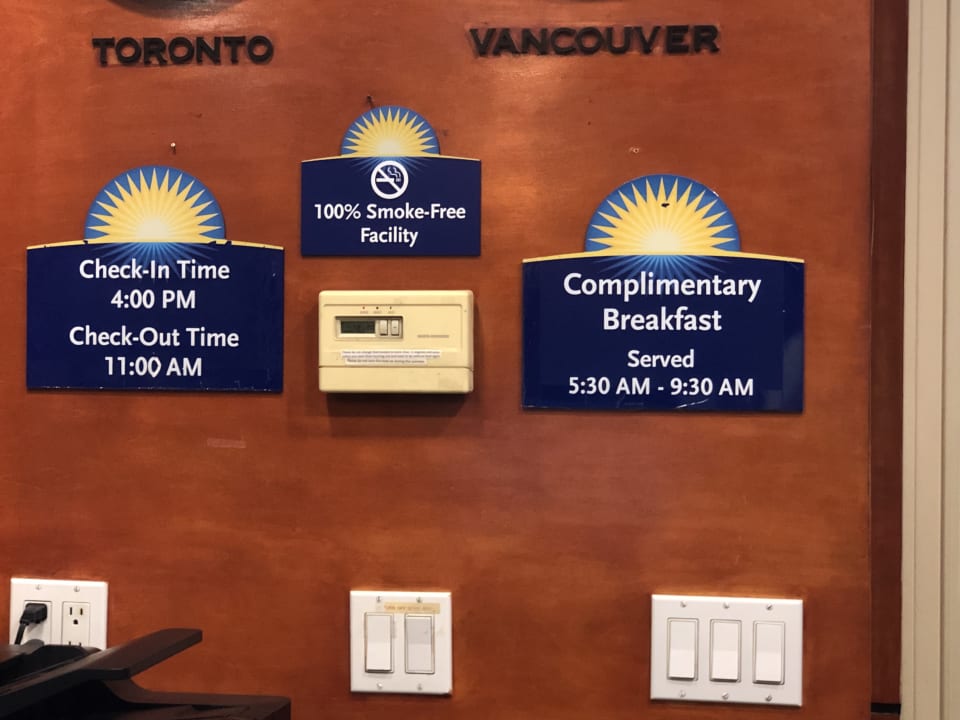 TORONTO
VANCOUVER
100% Smoke-Free
Facility
Check-In Time
4:00 PM
Check-Out Time
11:00 AM
Complimentary
Breakfast
Served
5:30 AM - 9:30 AM